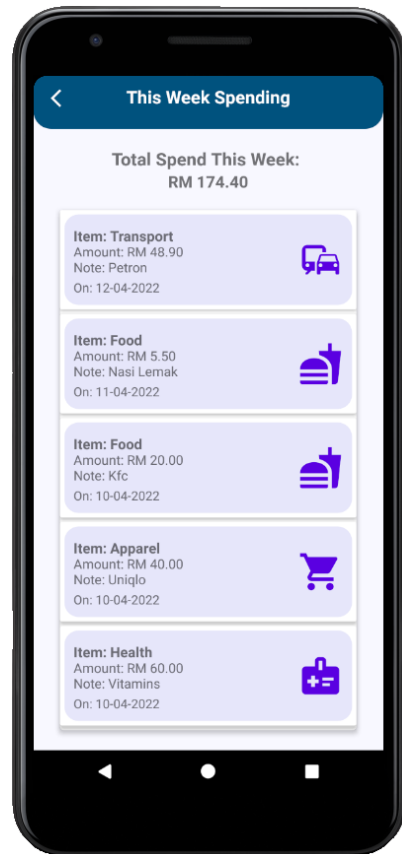 This Week Spending
Total Spend This Week:
RM 174.40
Item: Transport
Amount: RM 48.90
Note: Petron
On: 12-04-2022
Item: Food
Amount: RM 5.50
Note: Nasi Lemak
On: 11-04-2022
Item: Food
Amount: RM 20.00
Note: Kfc
On: 10-04-2022
Item: Apparel
Amount: RM 40.00
Note: Uniqlo
On: 10-04-2022
Item: Health
Amount: RM 60.00
Note: Vitamins
On: 10-04-2022